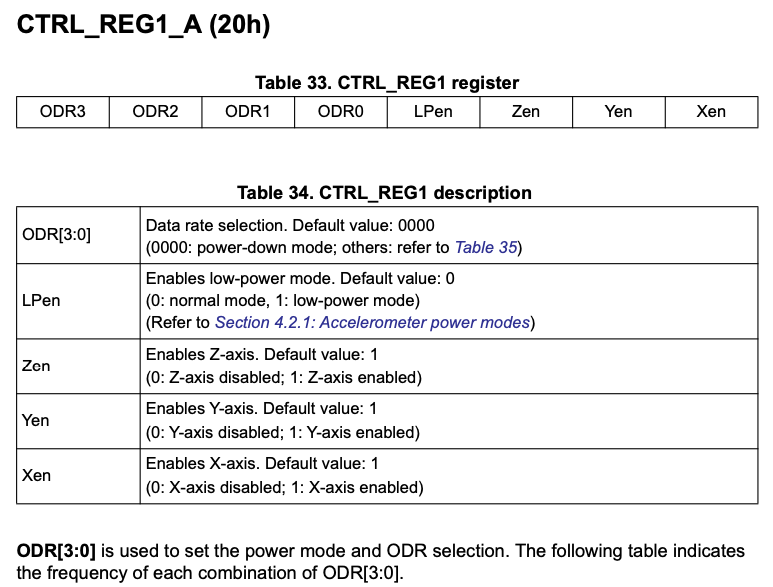 CTRL_REG1_A (20h)
Table 33. CTRL_REG1 register
ODR3 ODR2 ODR1 ODR0 LPen Zen Yen Xen
Table 34. CTRL_REG1 description
ODR[3:0]
Data rate selection. Default value: 0000
(0000: power-down mode; others: refer to Table 35)
LPen
Enables low-power mode. Default value: 0
(0: normal mode, 1: low-power mode)
(Refer to Section 4.2.1: Accelerometer power modes)
Zen
Enables Z-axis. Default value: 1
(0: Z-axis disabled; 1: Z-axis enabled)
Yen
Enables Y-axis. Default value: 1
(0: Y-axis disabled; 1: Y-axis enabled)
Xen
Enables X-axis. Default value: 1
(0: X-axis disabled; 1: X-axis enabled)
ODR[3:0] is used to set the power mode and ODR selection. The following table indicates
the frequency of each combination of ODR[3:0].